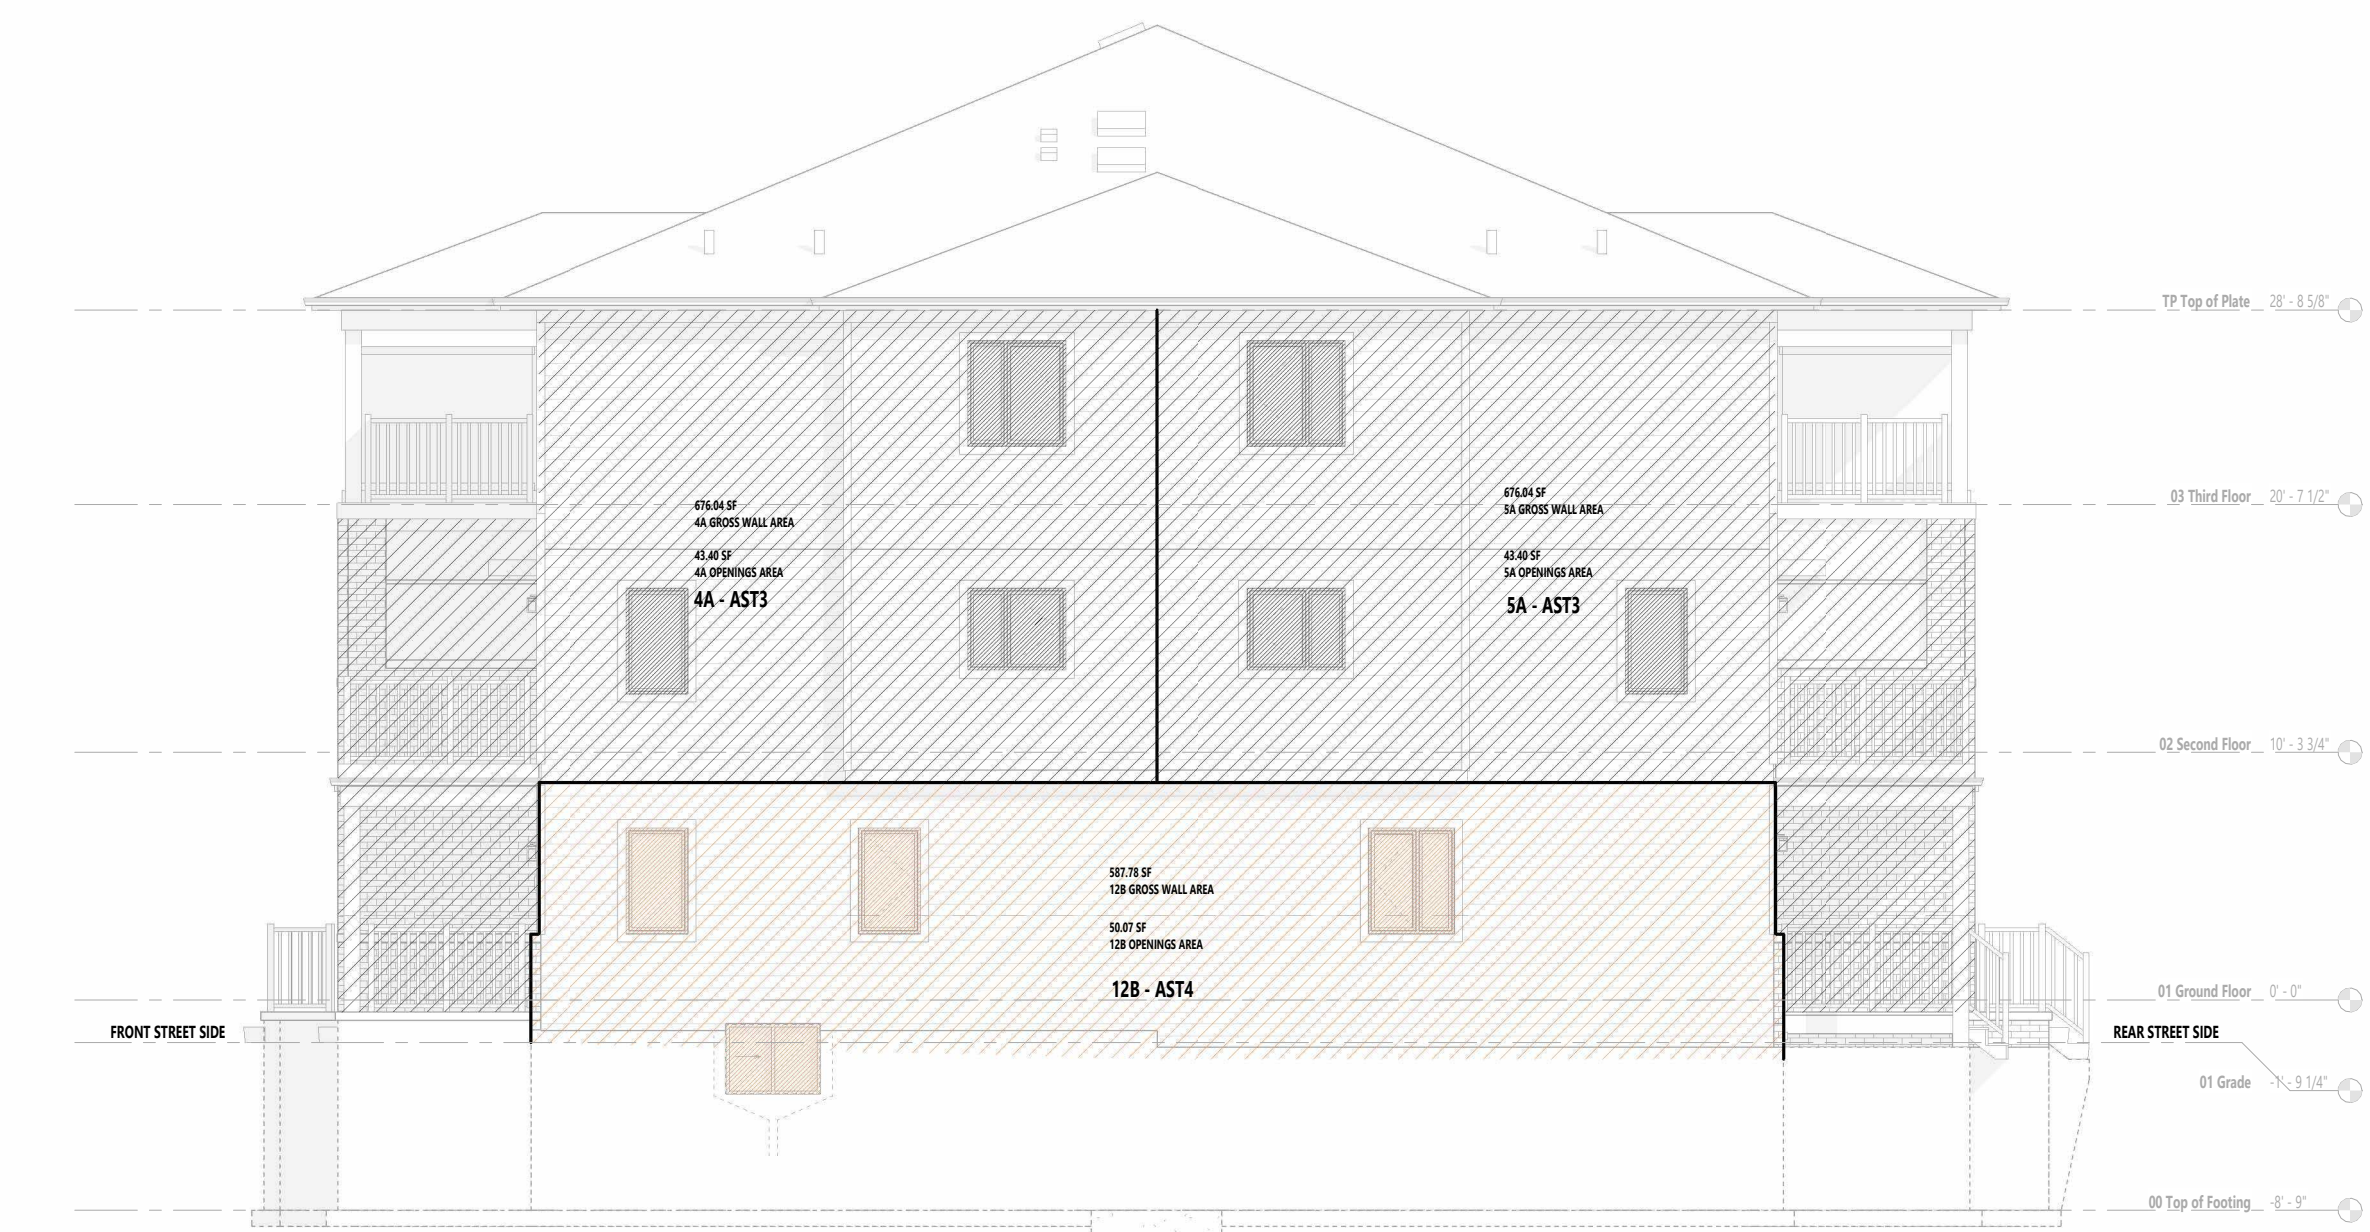 TP Top of Plate 28' - 8 5/8"
676.04 SF
4A GROSS WALL AREA
43.40 SF
4A OPENINGS AREA
4A - AST3
676.04 SF
5A GROSS WALL AREA
43.40 SF
5A OPENINGS AREA
5A - AST3
03 Third Floor 20' - 7 1/2"
02 Second Floor 10' - 3 3/4"
587.78 SF
12B GROSS WALL AREA
50.07 SF
12B OPENINGS AREA
12B - AST4
01 Ground Floor 0' - 0"
FRONT STREET SIDE
REAR STREET SIDE
01 Grade -1' - 9 1/4"
00 Top of Footing -8' - 9"